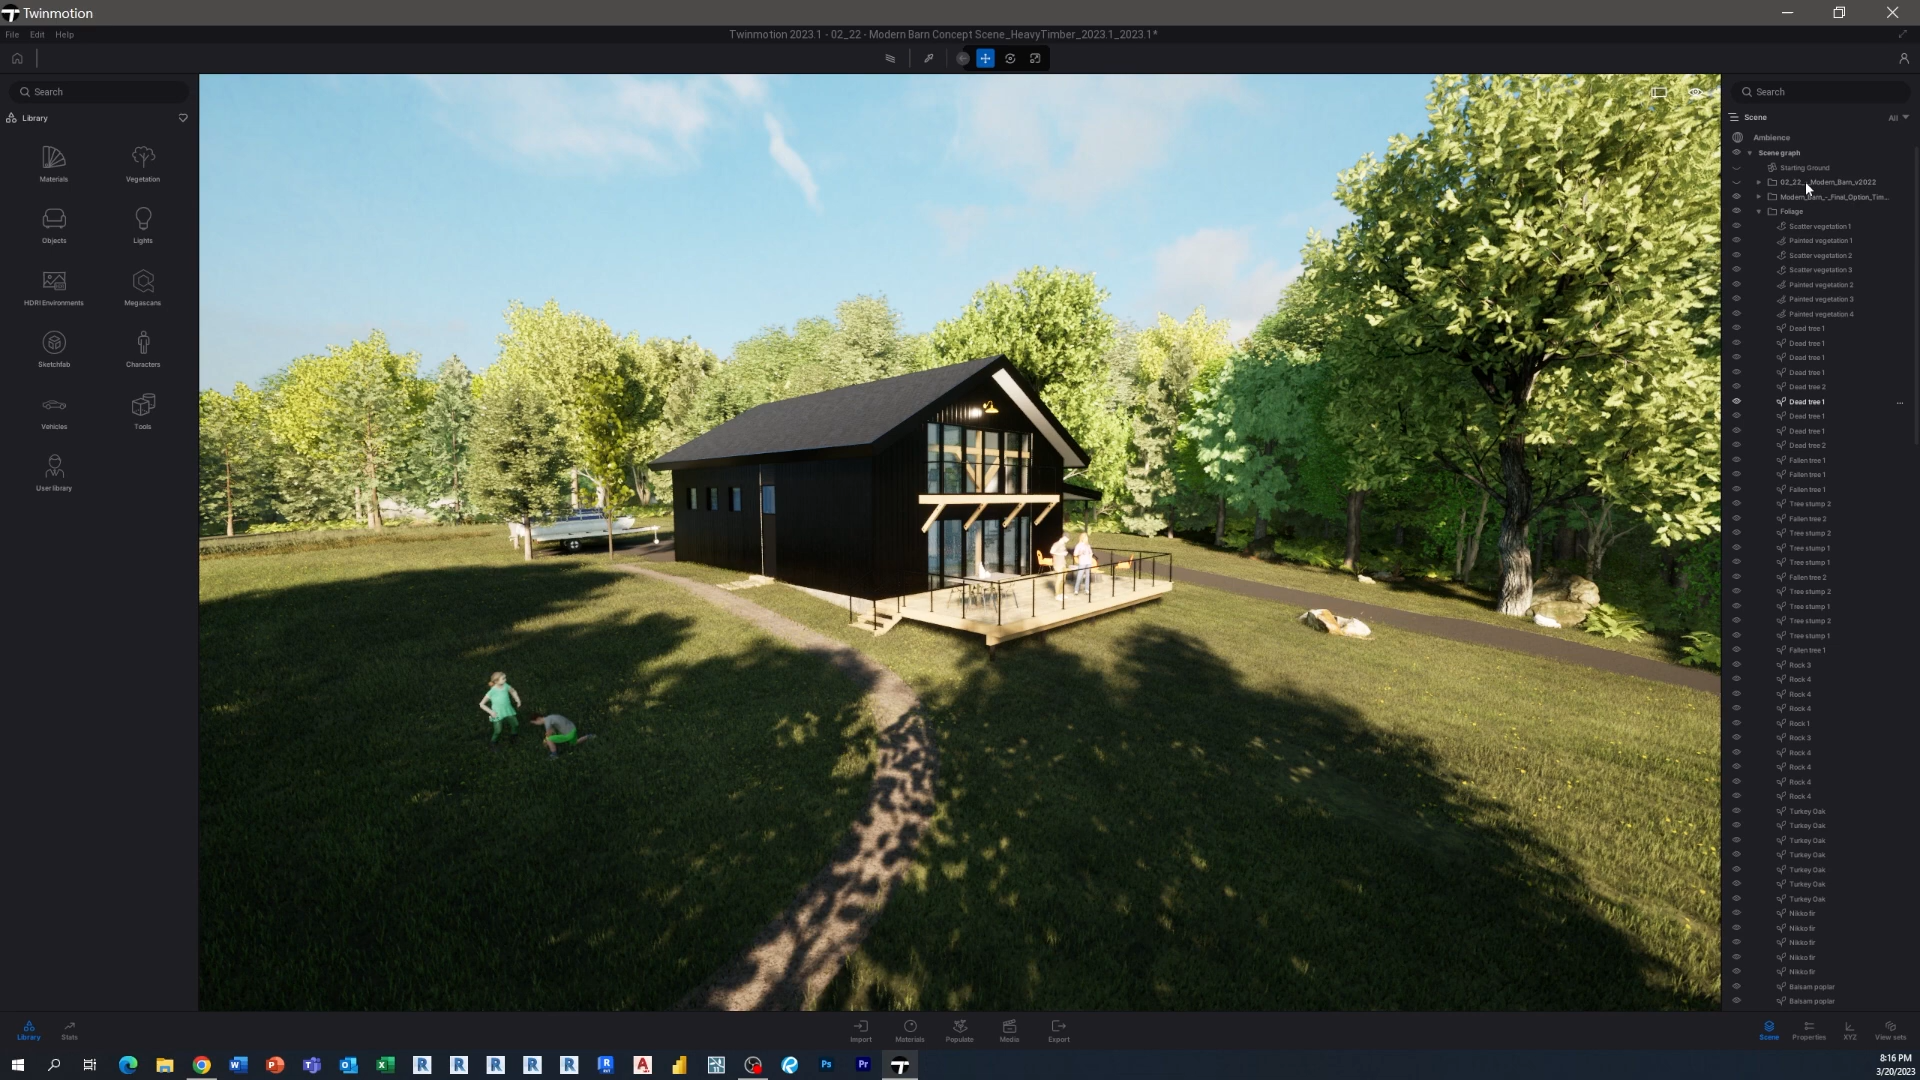 Twinmotion
File Edit Help
Twinmotion 2023.1 - 02_22 - Modern Barn Concept Scene_HeavyTimber_2023.1_2023.1*
Search
Library
Materials Vegetation
Objects Lights
HDRI Environments Megascans
Sketchfab Characters
Vehicles Tools
User library
Search
Scene All
Ambience
Scene graph
Starting Ground
02_22_-_Modern_Barn_v2022
Modern_Barn_-_Final_Option_Tim...
Foliage
Scatter vegetation 1
Painted vegetation 1
Scatter vegetation 2
Scatter vegetation 3
Painted vegetation 2
Painted vegetation 3
Painted vegetation 4
Dead tree 1
Dead tree 1
Dead tree 1
Dead tree 1
Dead tree 2
Dead tree 1 ...
Dead tree 1
Dead tree 1
Dead tree 2
Fallen tree 1
Fallen tree 1
Fallen tree 1
Tree stump 2
Fallen tree 2
Tree stump 2
Tree stump 1
Tree stump 1
Fallen tree 2
Tree stump 2
Tree stump 1
Tree stump 2
Tree stump 1
Fallen tree 1
Rock 3
Rock 4
Rock 4
Rock 4
Rock 1
Rock 3
Rock 4
Rock 4
Rock 4
Rock 4
Turkey Oak
Turkey Oak
Turkey Oak
Turkey Oak
Turkey Oak
Turkey Oak
Turkey Oak
Nikko fir
Nikko fir
Nikko fir
Nikko fir
Nikko fir
Balsam poplar
Balsam poplar
Library Stats
Import Materials Populate Media Export
Scene Properties XYZ View sets
8:16 PM
3/20/2023